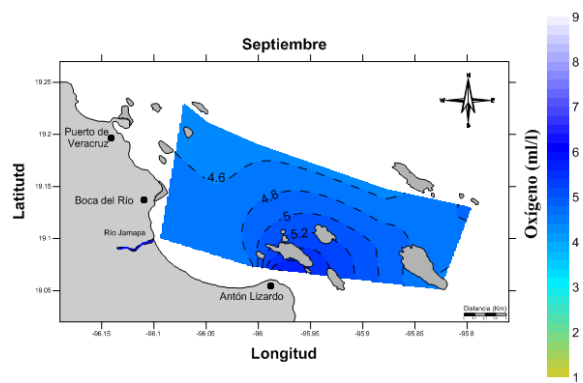 Septiembre
9
8
7
6
5
4
3
2
1
Oxígeno (ml/l)
19.25
19.2
19.15
19.1
19.05
Latitutd
N
W
E
S
Puerto de
Veracruz
Boca del Río
Río Jamapa
Antón Lizardo
4.6
4.8
5
5.2
Distancia (Km)
-96.15
-96.1
-96.05
-96
-95.95
-95.9
-95.85
-95.8
Longitud